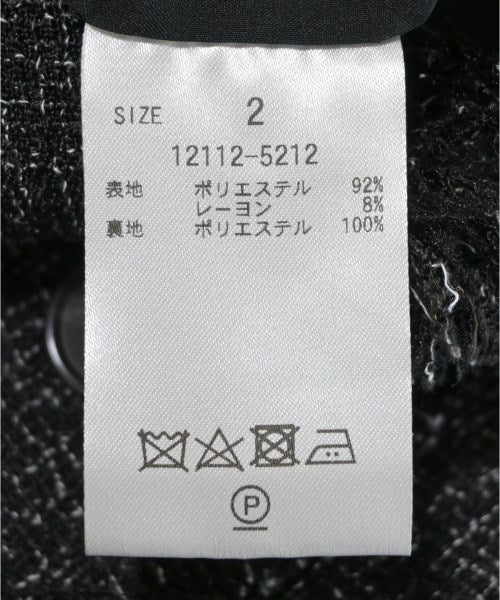 SIZE 2
12112-5212
表地 ポリエステル 92%
レーヨン 8%
裏地 ポリエステル 100%
P